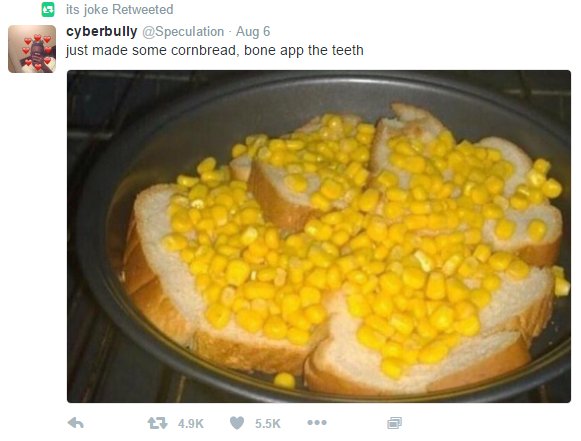 its joke Retweeted
cyberbully @Speculation · Aug 6
just made some cornbread, bone app the teeth
4.9K 5.5K